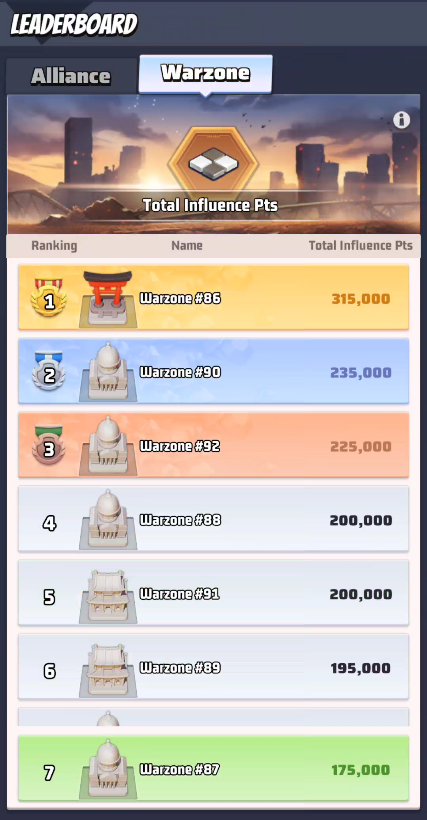 LEADERBOARD
Alliance Warzone
Total Influence Pts
Ranking Name Total Influence Pts
1 Warzone #86 315,000
2 Warzone #90 235,000
3 Warzone #92 225,000
4 Warzone #88 200,000
5 Warzone #91 200,000
6 Warzone #89 195,000
7 Warzone #87 175,000